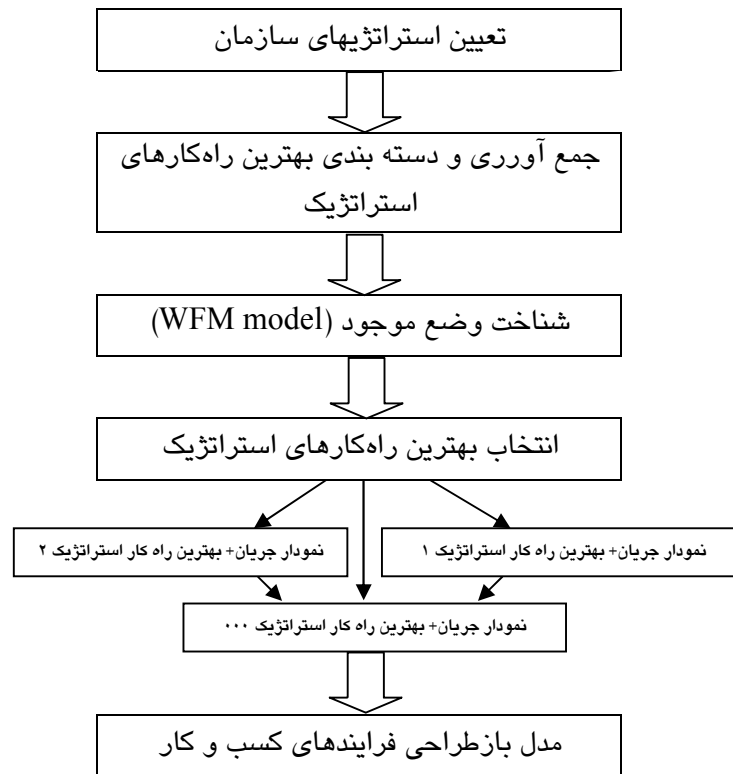 تعیین استراتژیهای سازمان
جمع آورری و دسته بندی بهترین راه‌کارهای
استراتژیک
شناخت وضع موجود (WFM model)
انتخاب بهترین راه‌کارهای استراتژیک
نمودار جریان+ بهترین راه کار استراتژیک ۱
نمودار جریان+ بهترین راه کار استراتژیک ۲
نمودار جریان+ بهترین راه کار استراتژیک ۰۰۰
مدل بازطراحی فرایندهای کسب و کار